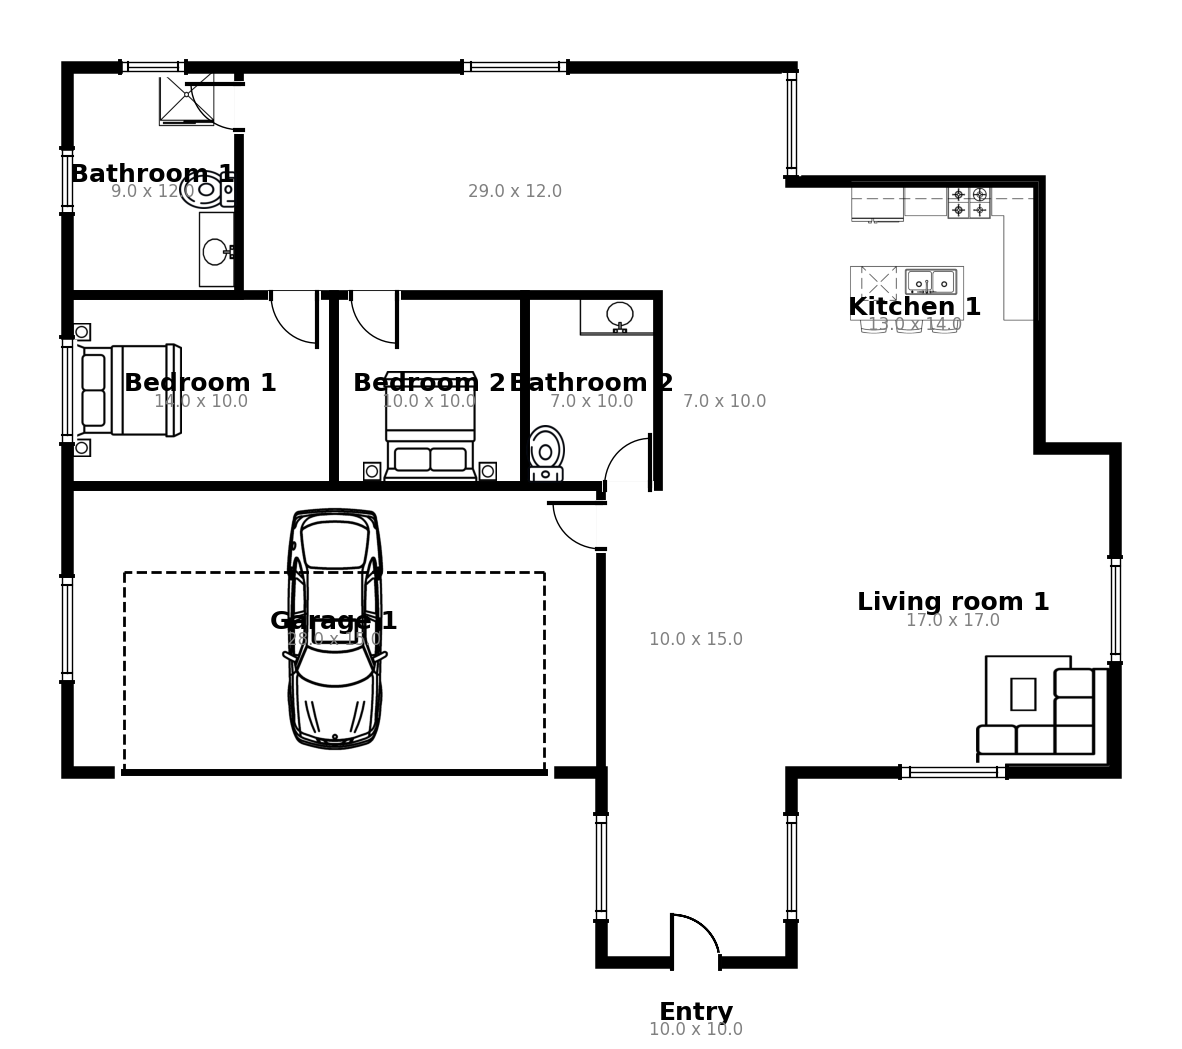 Bathroom 1
9.0 x 12.0
29.0 x 12.0
Kitchen 1
13.0 x 14.0
Bedroom 1
14.0 x 10.0
Bedroom 2
10.0 x 10.0
Bathroom 2
7.0 x 10.0
7.0 x 10.0
Living room 1
17.0 x 17.0
Garage 1
28.0 x 15.0
10.0 x 15.0
Entry
10.0 x 10.0